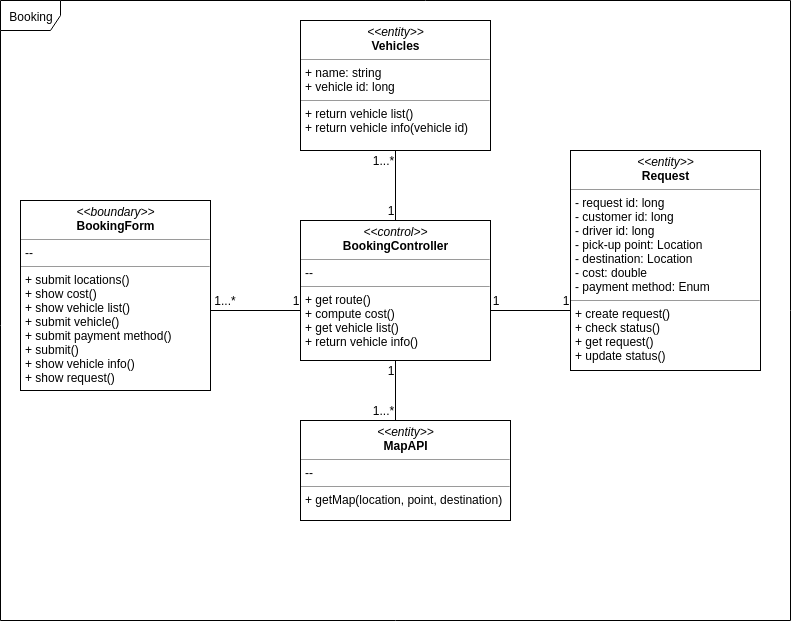 Booking
<<entity>>
Vehicles
+ name: string
+ vehicle id: long
+ return vehicle list()
+ return vehicle info(vehicle id)
1...*
1
<<boundary>>
BookingForm
--
+ submit locations()
+ show cost()
+ show vehicle list()
+ submit vehicle()
+ submit payment method()
+ submit()
+ show vehicle info()
+ show request()
1...*
1
<<control>>
BookingController
--
+ get route()
+ compute cost()
+ get vehicle list()
+ return vehicle info()
1
1
<<entity>>
Request
- request id: long
- customer id: long
- driver id: long
- pick-up point: Location
- destination: Location
- cost: double
- payment method: Enum
+ create request()
+ check status()
+ get request()
+ update status()
1
1...*
<<entity>>
MapAPI
--
+ getMap(location, point, destination)